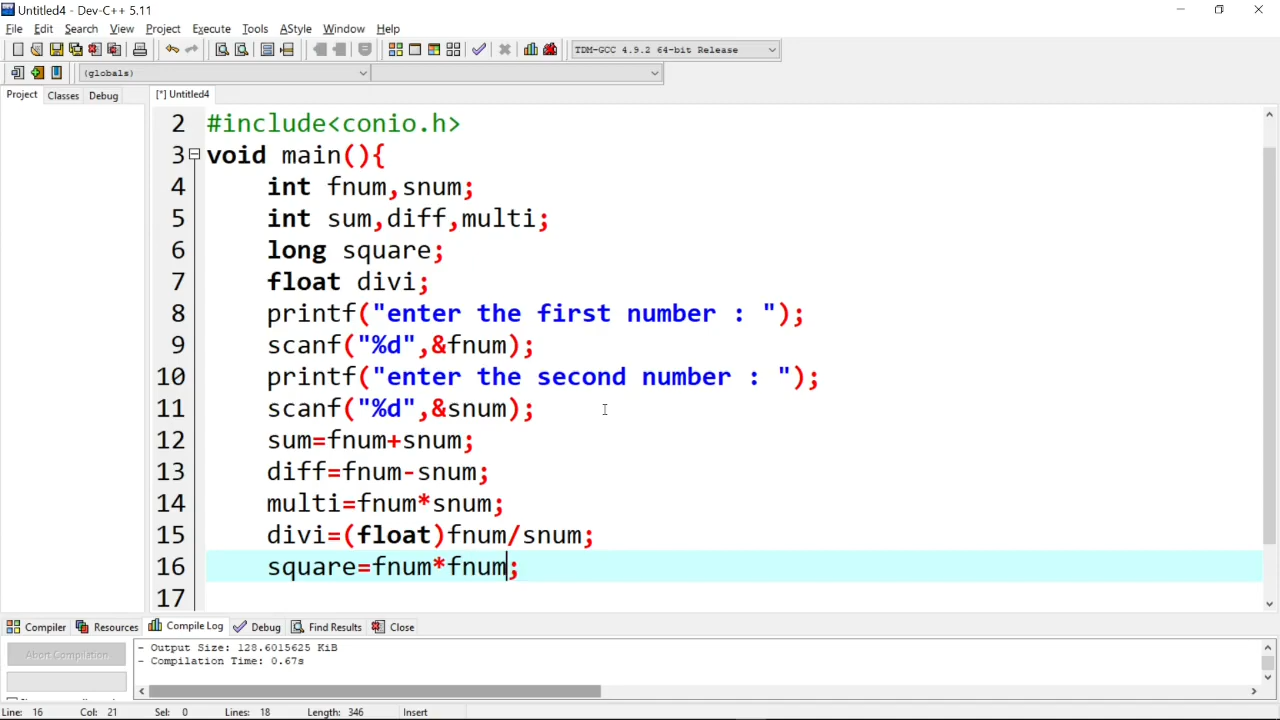 Untitled4 - Dev-C++ 5.11
File Edit Search View Project Execute Tools AStyle Window Help
TDM-GCC 4.9.2 64-bit Release
(globals)
Project Classes Debug
[*] Untitled4
2 #include<conio.h>
3 void main(){
4 int fnum,snum;
5 int sum,diff,multi;
6 long square;
7 float divi;
8 printf("enter the first number : ");
9 scanf("%d",&fnum);
10 printf("enter the second number : ");
11 scanf("%d",&snum);
12 sum=fnum+snum;
13 diff=fnum-snum;
14 multi=fnum*snum;
15 divi=(float)fnum/snum;
16 square=fnum*fnum;
17
Compiler Resources Compile Log Debug Find Results Close
Abort Compilation
- Output Size: 128.6015625 KiB
- Compilation Time: 0.67s
Line: 16 Col: 21 Sel: 0 Lines: 18 Length: 346 Insert